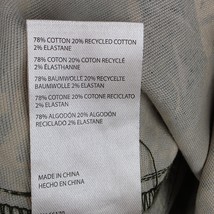 78% COTTON 20% RECYCLED COTTON
2% ELASTANE
78% COTON 20% COTON RECYCLÉ
2% ÉLASTHANNE
78% BAUMWOLLE 20% RECYCELTE
BAUMWOLLE 2% ELASTAN
78% COTONE 20% COTONE RICICLATO
2% ELASTAN
78% ALGODÓN 20% ALGODÓN
RECICLADO 2% ELASTANE
MADE IN CHINA
HECHO EN CHINA